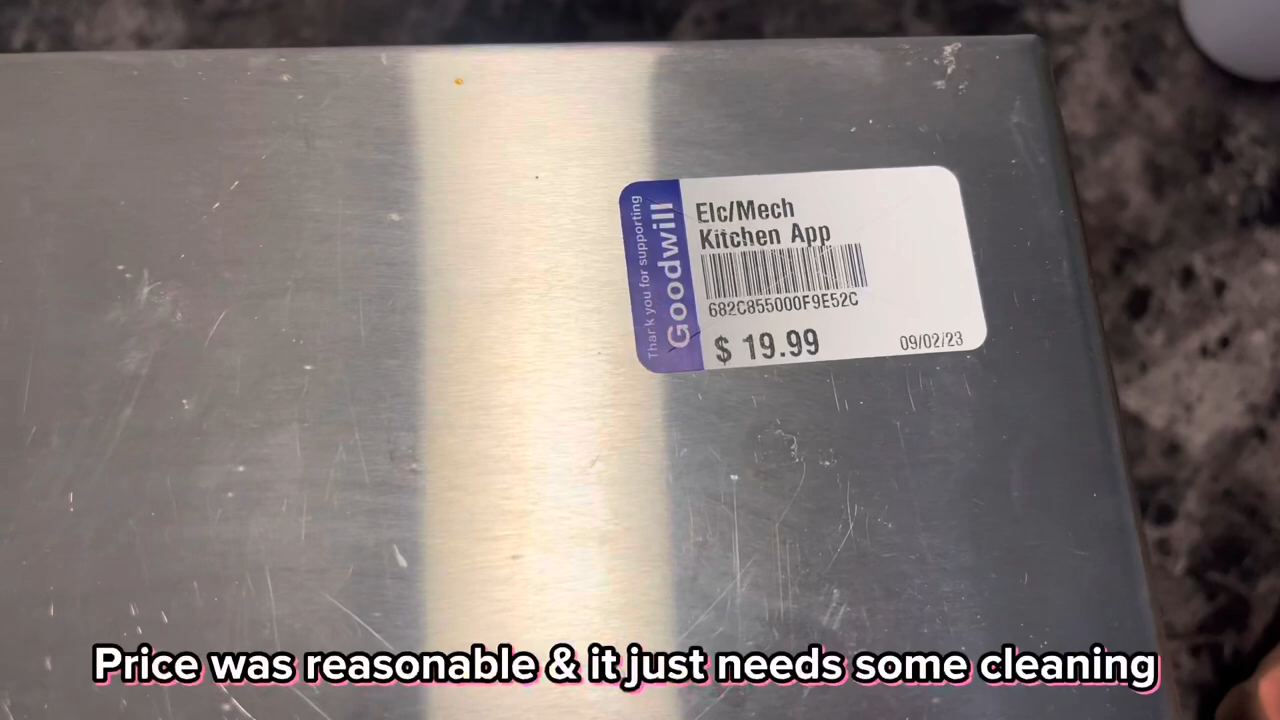 Thank you for supporting
Goodwill
Elc/Mech
Kitchen App
682C855000F9E52C
$ 19.99
09/02/23
Price was reasonable & it just needs some cleaning